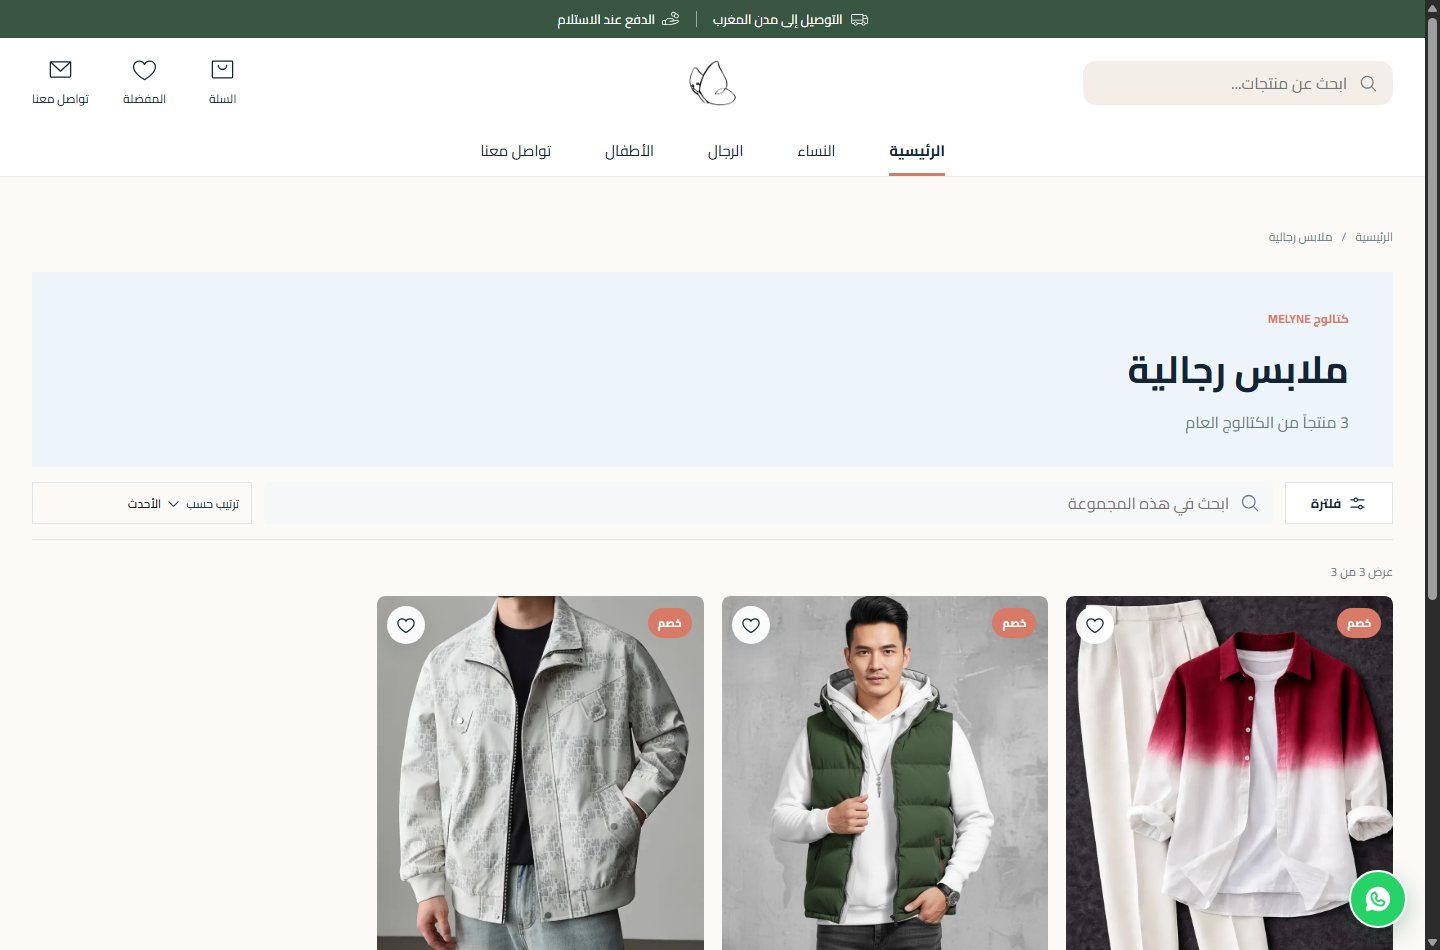 التوصيل إلى مدن المغرب
الدفع عند الاستلام
ابحث عن منتجات...
السلة
المفضلة
تواصل معنا
الرئيسية
النساء
الرجال
الأطفال
تواصل معنا
الرئيسية / ملابس رجالية
كتالوج MELYNE
ملابس رجالية
3 منتجاً من الكتالوج العام
فلترة
ابحث في هذه المجموعة
ترتيب حسب
الأحدث
عرض 3 من 3
خصم
خصم
خصم